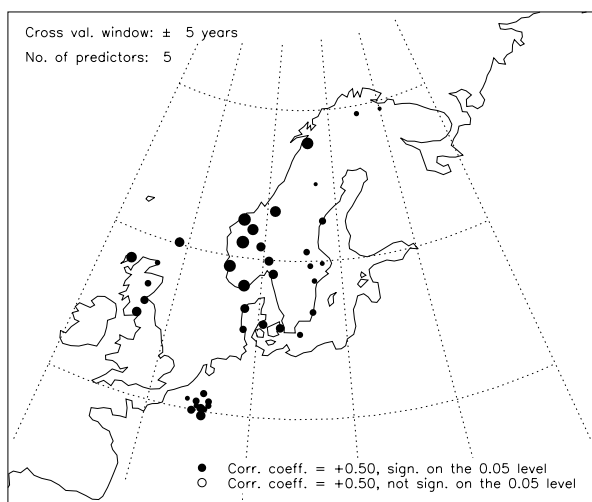 Cross val. window: ± 5 years
No. of predictors: 5
Corr. coeff. = +0.50, sign. on the 0.05 level
Corr. coeff. = +0.50, not sign. on the 0.05 level